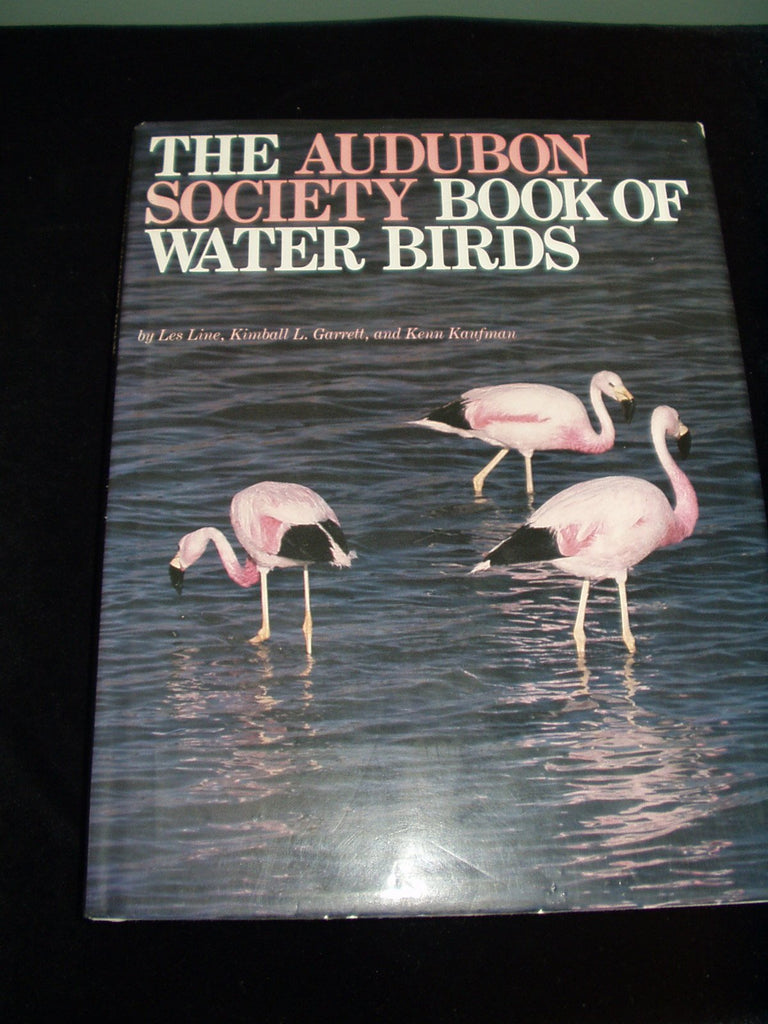 THE AUDUBON
SOCIETY BOOK OF
WATER BIRDS
by Les Line, Kimball L. Garrett, and Kenn Kaufman